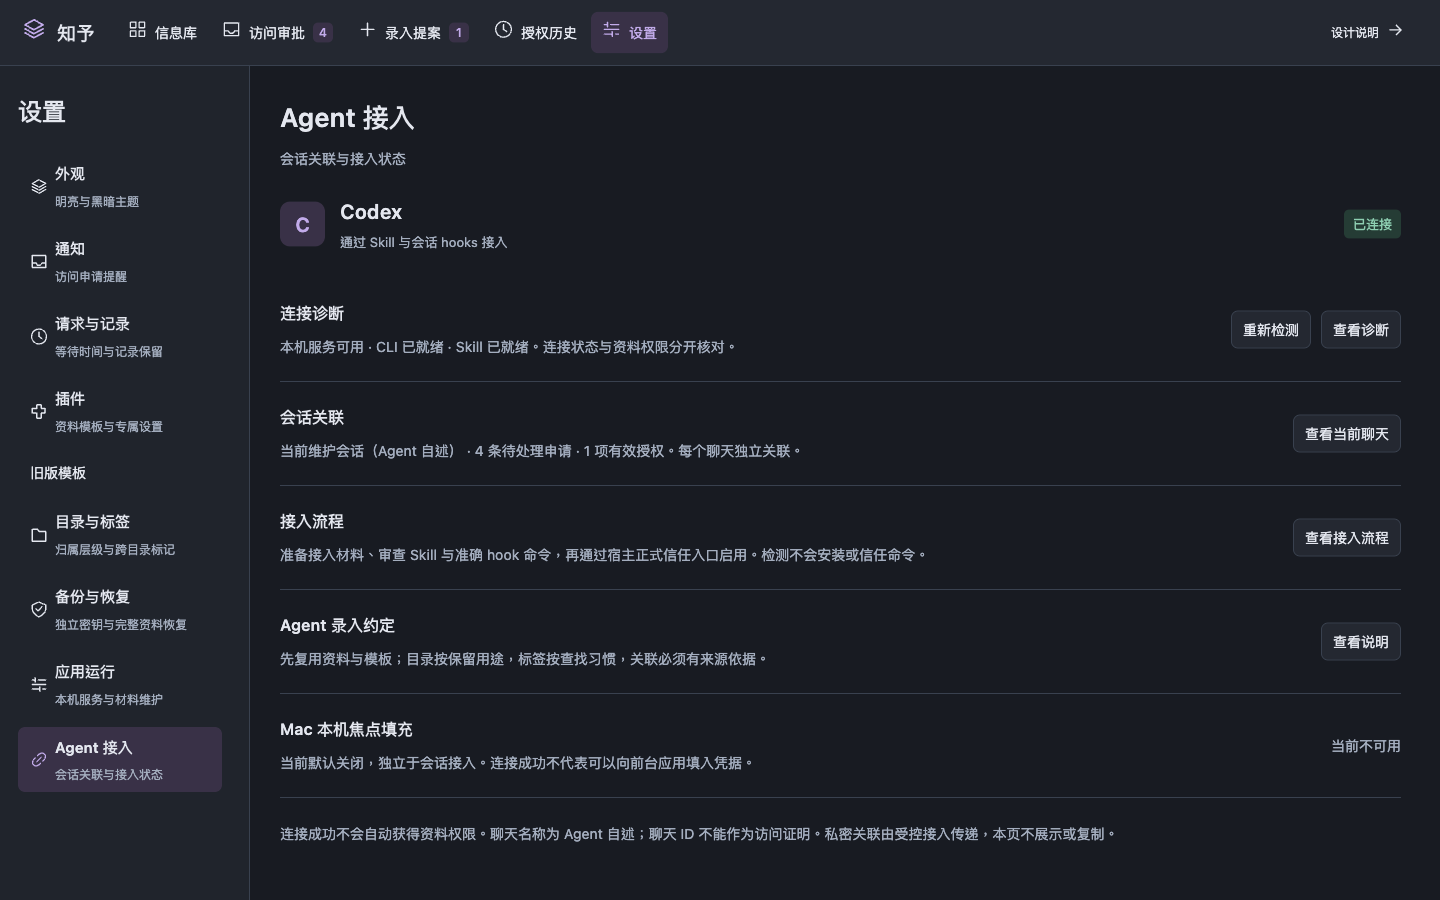 知予
信息库
访问审批 4
录入提案 1
授权历史
设置
设计说明
设置
外观
明亮与黑暗主题
通知
访问申请提醒
请求与记录
等待时间与记录保留
插件
资料模板与专属设置
旧版模板
目录与标签
归属层级与跨目录标记
备份与恢复
独立密钥与完整资料恢复
应用运行
本机服务与材料维护
Agent 接入
会话关联与接入状态
Agent 接入
会话关联与接入状态
C
Codex
通过 Skill 与会话 hooks 接入
已连接
连接诊断
本机服务可用 · CLI 已就绪 · Skill 已就绪。连接状态与资料权限分开核对。
重新检测
查看诊断
会话关联
当前维护会话（Agent 自述） · 4 条待处理申请 · 1 项有效授权。每个聊天独立关联。
查看当前聊天
接入流程
准备接入材料、审查 Skill 与准确 hook 命令，再通过宿主正式信任入口启用。检测不会安装或信任命令。
查看接入流程
Agent 录入约定
先复用资料与模板；目录按保留用途，标签按查找习惯，关联必须有来源依据。
查看说明
Mac 本机焦点填充
当前默认关闭，独立于会话接入。连接成功不代表可以向前台应用填入凭据。
当前不可用
连接成功不会自动获得资料权限。聊天名称为 Agent 自述；聊天 ID 不能作为访问证明。私密关联由受控接入传递，本页不展示或复制。